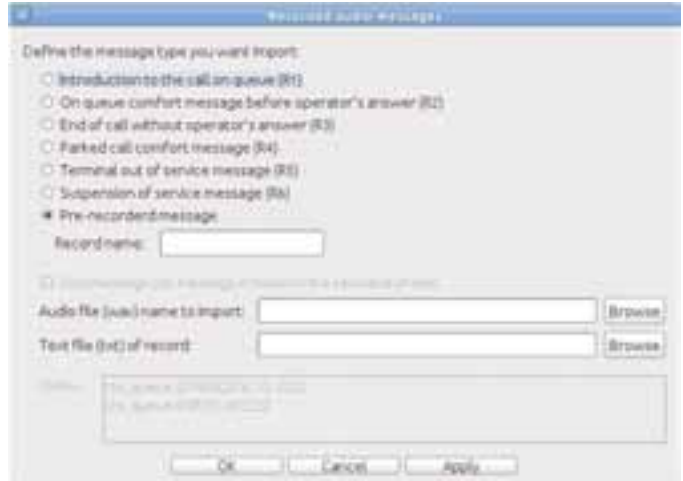 Recorded audio messages
Define the message type you want import:
Introduction to the call on queue (R1)
On queue comfort message before operator's answer (R2)
End of call without operator's answer (R3)
Parked call comfort message (R4)
Terminal out of service message (R5)
Suspension of service message (R6)
Pre-recorderd message
Record name:
Audio file (wav) name to import:
Browse
Text file (txt) of record:
Browse
OK
Cancel
Apply